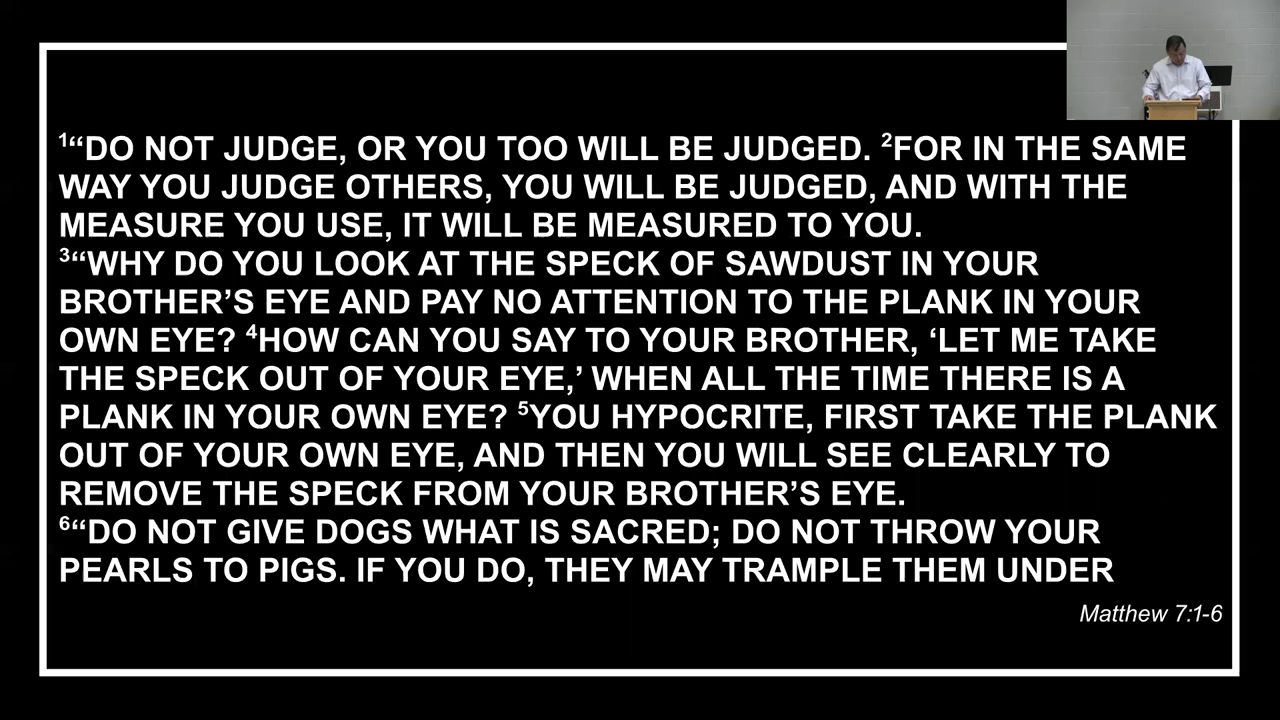 ¹“DO NOT JUDGE, OR YOU TOO WILL BE JUDGED. ²FOR IN THE SAME
WAY YOU JUDGE OTHERS, YOU WILL BE JUDGED, AND WITH THE
MEASURE YOU USE, IT WILL BE MEASURED TO YOU.
³“WHY DO YOU LOOK AT THE SPECK OF SAWDUST IN YOUR
BROTHER’S EYE AND PAY NO ATTENTION TO THE PLANK IN YOUR
OWN EYE? ⁴HOW CAN YOU SAY TO YOUR BROTHER, ‘LET ME TAKE
THE SPECK OUT OF YOUR EYE,’ WHEN ALL THE TIME THERE IS A
PLANK IN YOUR OWN EYE? ⁵YOU HYPOCRITE, FIRST TAKE THE PLANK
OUT OF YOUR OWN EYE, AND THEN YOU WILL SEE CLEARLY TO
REMOVE THE SPECK FROM YOUR BROTHER’S EYE.
⁶“DO NOT GIVE DOGS WHAT IS SACRED; DO NOT THROW YOUR
PEARLS TO PIGS. IF YOU DO, THEY MAY TRAMPLE THEM UNDER
Matthew 7:1-6